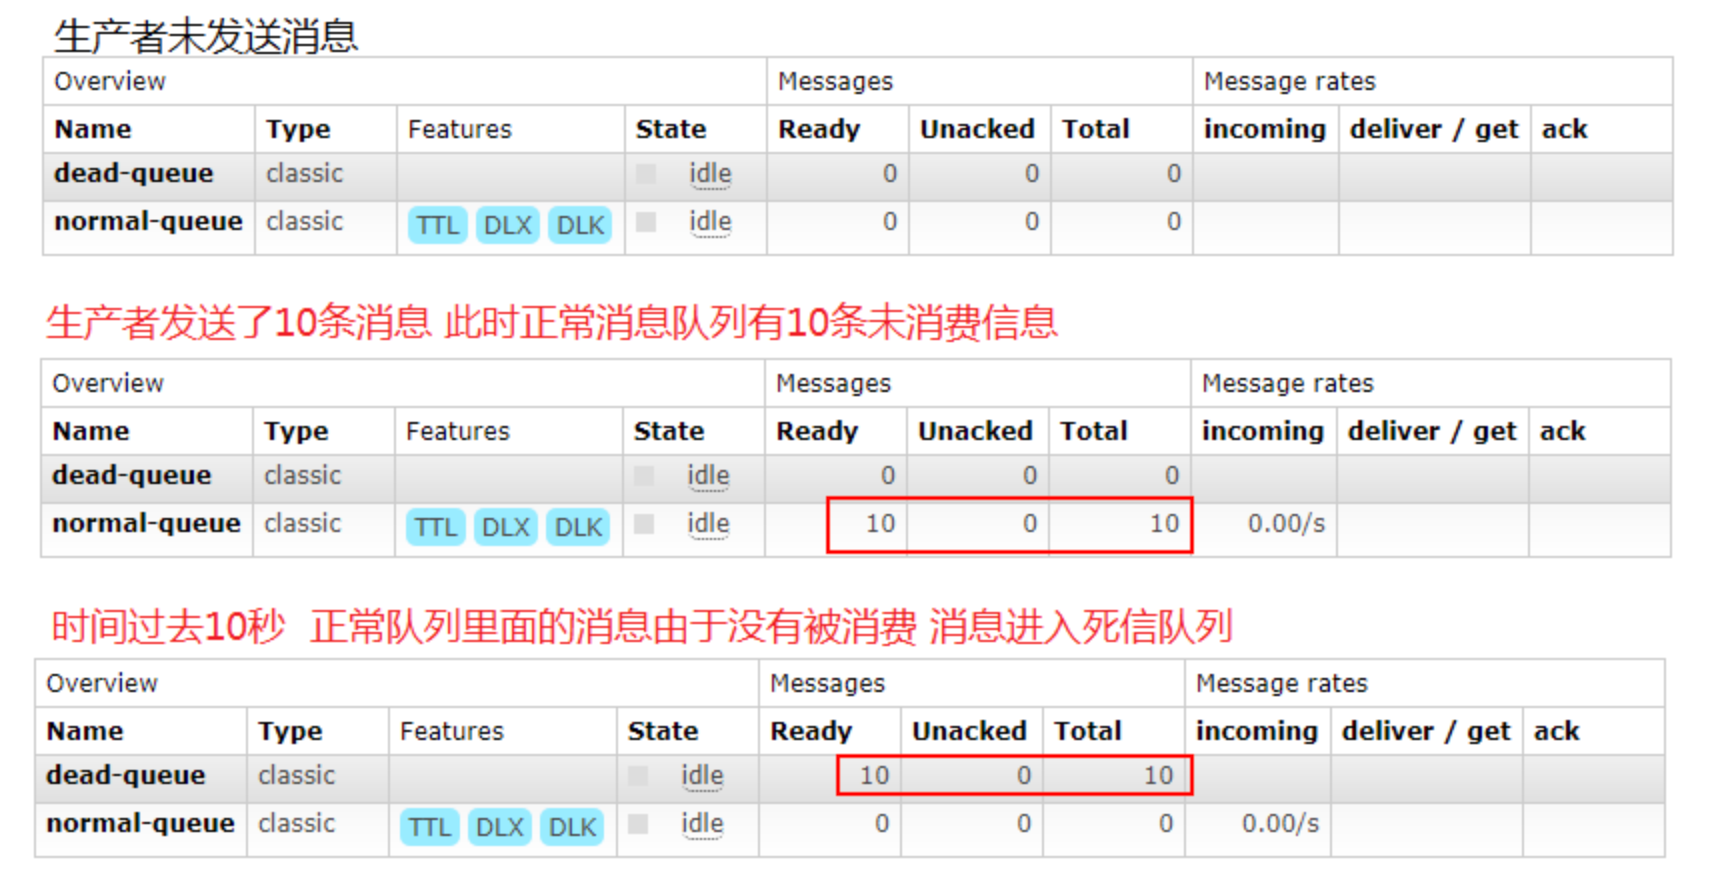 生产者未发送消息
Overview Messages Message rates
Name Type Features State Ready Unacked Total incoming deliver / get ack
dead-queue classic idle 0 0 0
normal-queue classic TTL DLX DLK idle 0 0 0
生产者发送了10条消息 此时正常消息队列有10条未消费信息
Overview Messages Message rates
Name Type Features State Ready Unacked Total incoming deliver / get ack
dead-queue classic idle 0 0 0
normal-queue classic TTL DLX DLK idle 10 0 10 0.00/s
时间过去10秒 正常队列里面的消息由于没有被消费 消息进入死信队列
Overview Messages Message rates
Name Type Features State Ready Unacked Total incoming deliver / get ack
dead-queue classic idle 10 0 10
normal-queue classic TTL DLX DLK idle 0 0 0 0.00/s